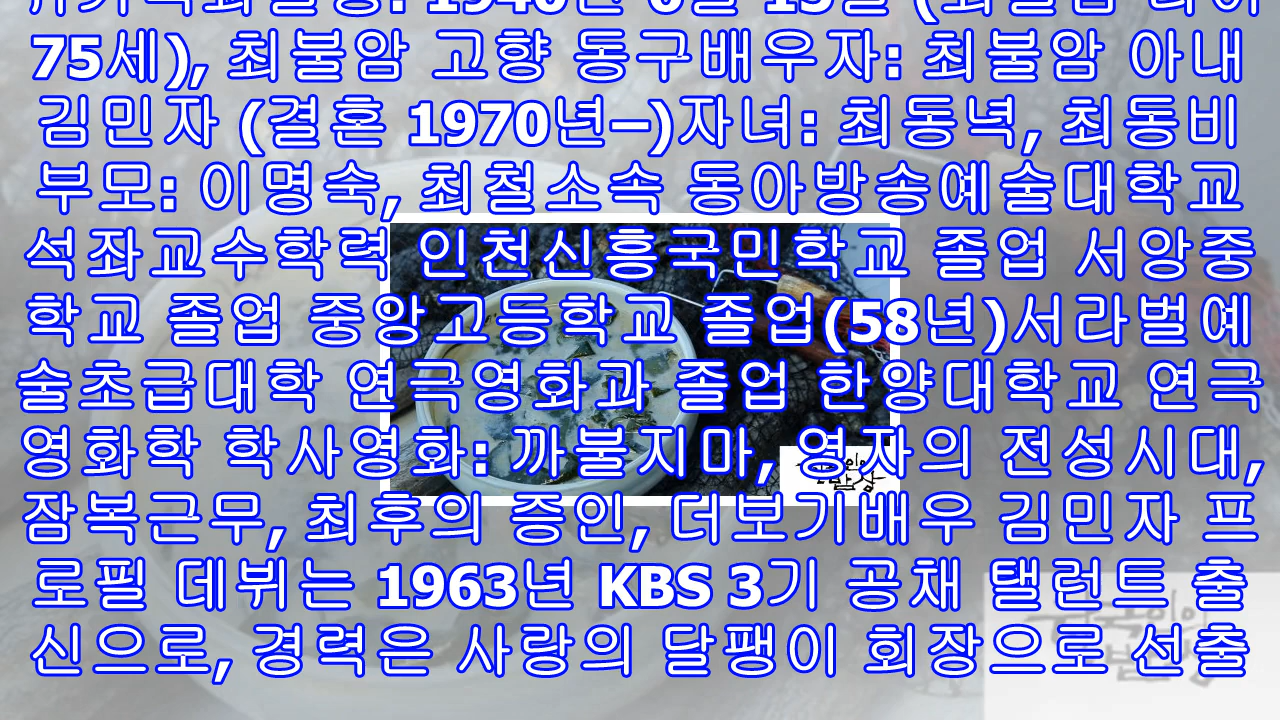 75세), 최불암 고향 동구배우자: 최불암 아내
김민자 (결혼 1970년–)자녀: 최동녁, 최동비
부모: 이명숙, 최철소속 동아방송예술대학교
석좌교수학력 인천신흥국민학교 졸업 서앙중
학교 졸업 중앙고등학교 졸업(58년)서라벌예
술초급대학 연극영화과 졸업 한양대학교 연극
영화학 학사영화: 까불지마, 영자의 전성시대,
잠복근무, 최후의 증인, 더보기배우 김민자 프
로필 데뷔는 1963년 KBS 3기 공채 탤런트 출
신으로, 경력은 사랑의 달팽이 회장으로 선출